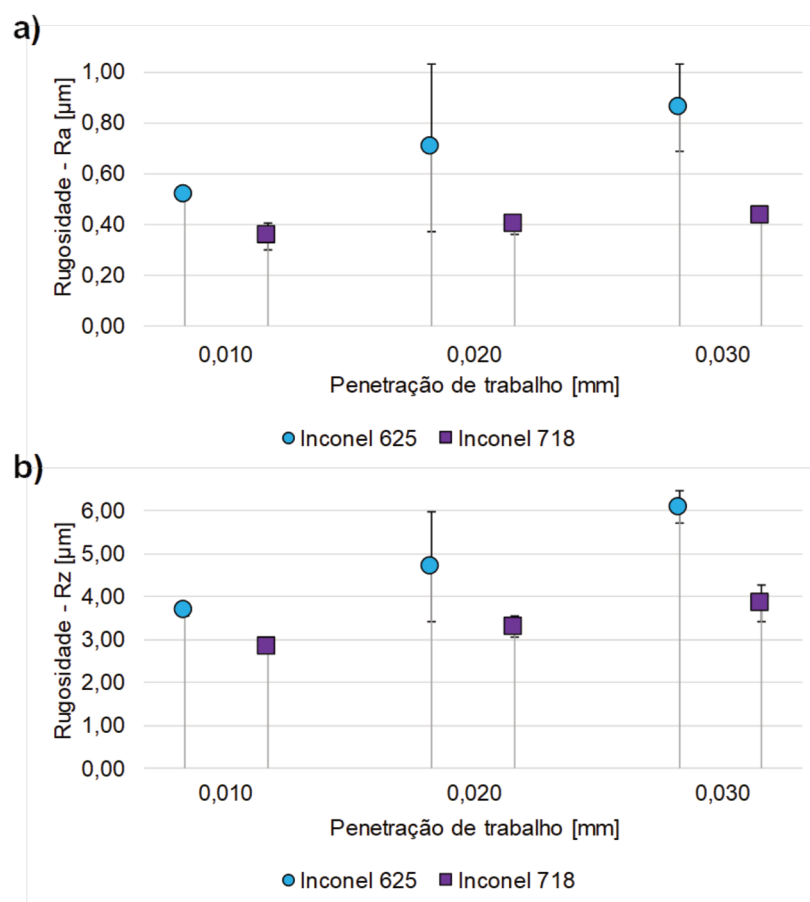 a)
Rugosidade - Ra [µm]
1,00
0,80
0,60
0,40
0,20
0,00
0,010 0,020 0,030
Penetração de trabalho [mm]
Inconel 625 Inconel 718
b)
Rugosidade - Rz [µm]
6,00
5,00
4,00
3,00
2,00
1,00
0,00
0,010 0,020 0,030
Penetração de trabalho [mm]
Inconel 625 Inconel 718